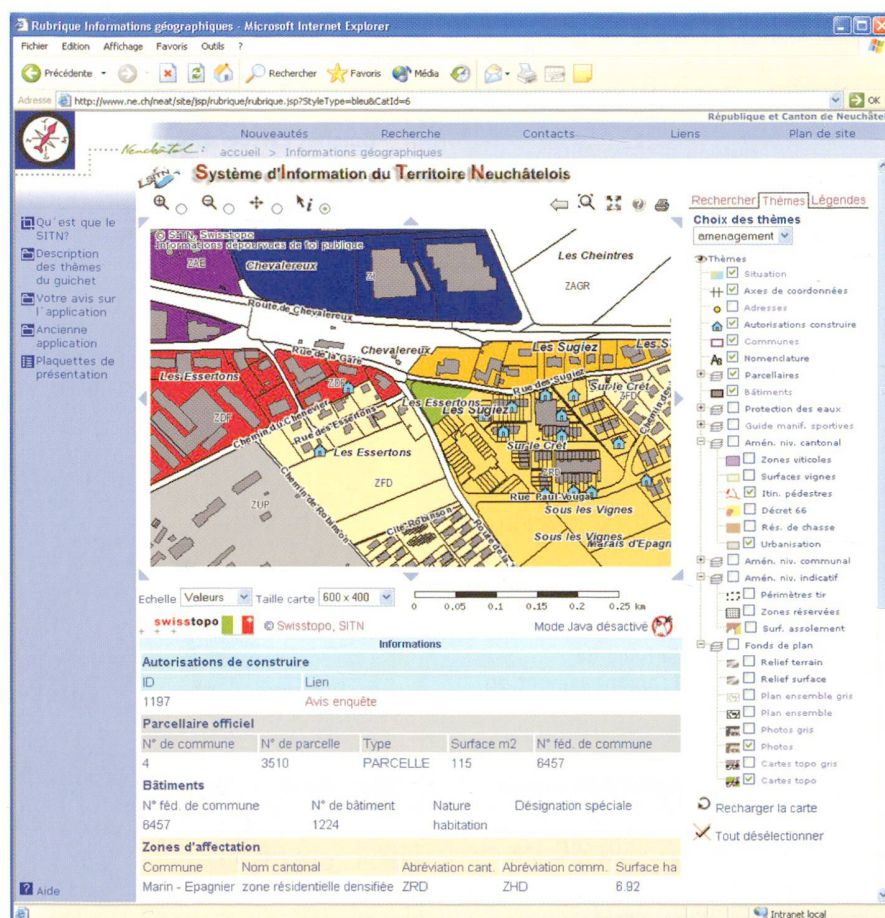 Rubrique Informations géographiques - Microsoft Internet Explorer
Fichier Edition Affichage Favoris Outils ?
Précédente Rechercher Favoris Média
Adresse http://www.ne.ch/neat/site/jsp/rubrique/rubrique.jsp?StyleType=bleu&CatId=6 OK
République et Canton de Neuchâtel
Nouveautés Recherche Contacts Liens Plan de site
Neuchâtel: accueil > Informations géographiques
SITN Système d'Information du Territoire Neuchâtelois
Qu'est que le
SITN?
Description
des thèmes
du guichet
Votre avis sur
l'application
Ancienne
application
Plaquettes de
présentation
Aide
© SITN, Swisstopo
Informations dépourvues de foi publique
ZAE
Chevalereux
ZI
Les Cheintres
ZAGR
Route de Chevalereux
Rue de la Gare
Chevalereux
Les Sugiez
Les S
Les Essertons
ZDF
ZDF
Rue des Sugiez
Sur le Crêt
ZFD
Chemin de
Les Essertons
Les Sugiez
Chemin du Chenevier
Rue des Essertons
Sur le Crêt
Les Essertons
ZRD
ZFD
ZUP
Chemin de Robinson
Rue Paul-Vouga
Sous les Vignes
Cité-Robinson
Route de la
Sous les Vignes
Marais d'Epagn
Echelle Valeurs Taille carte 600 x 400
0 0.05 0.1 0.15 0.2 0.25 km
swisstopo © Swisstopo, SITN Mode Java désactivé
Informations
Autorisations de construire
ID Lien
1197 Avis enquête
Parcellaire officiel
N° de commune N° de parcelle Type Surface m2 N° féd. de commune
4 3510 PARCELLE 115 6457
Bâtiments
N° féd. de commune N° de bâtiment Nature Désignation spéciale
6457 1224 habitation
Zones d'affectation
Commune Nom cantonal Abréviation cant. Abréviation comm. Surface ha
Marin - Epagnier zone résidentielle densifiée ZRD ZHD 6.92
Rechercher Thèmes Légendes
Choix des thèmes
amenagement
Thèmes
Situation
Axes de coordonnées
Adresses
Autorisations construire
Communes
Nomenclature
Parcellaires
Bâtiments
Protection des eaux
Guide manif. sportives
Amén. niv. cantonal
Zones viticoles
Surfaces vignes
Itin. pédestres
Décret 66
Rés. de chasse
Urbanisation
Amén. niv. communal
Amén. niv. indicatif
Périmètres tir
Zones réservées
Surf. assolement
Fonds de plan
Relief terrain
Relief surface
Plan ensemble gris
Plan ensemble
Photos gris
Photos
Cartes topo gris
Cartes topo
Recharger la carte
Tout désélectionner
Intranet local